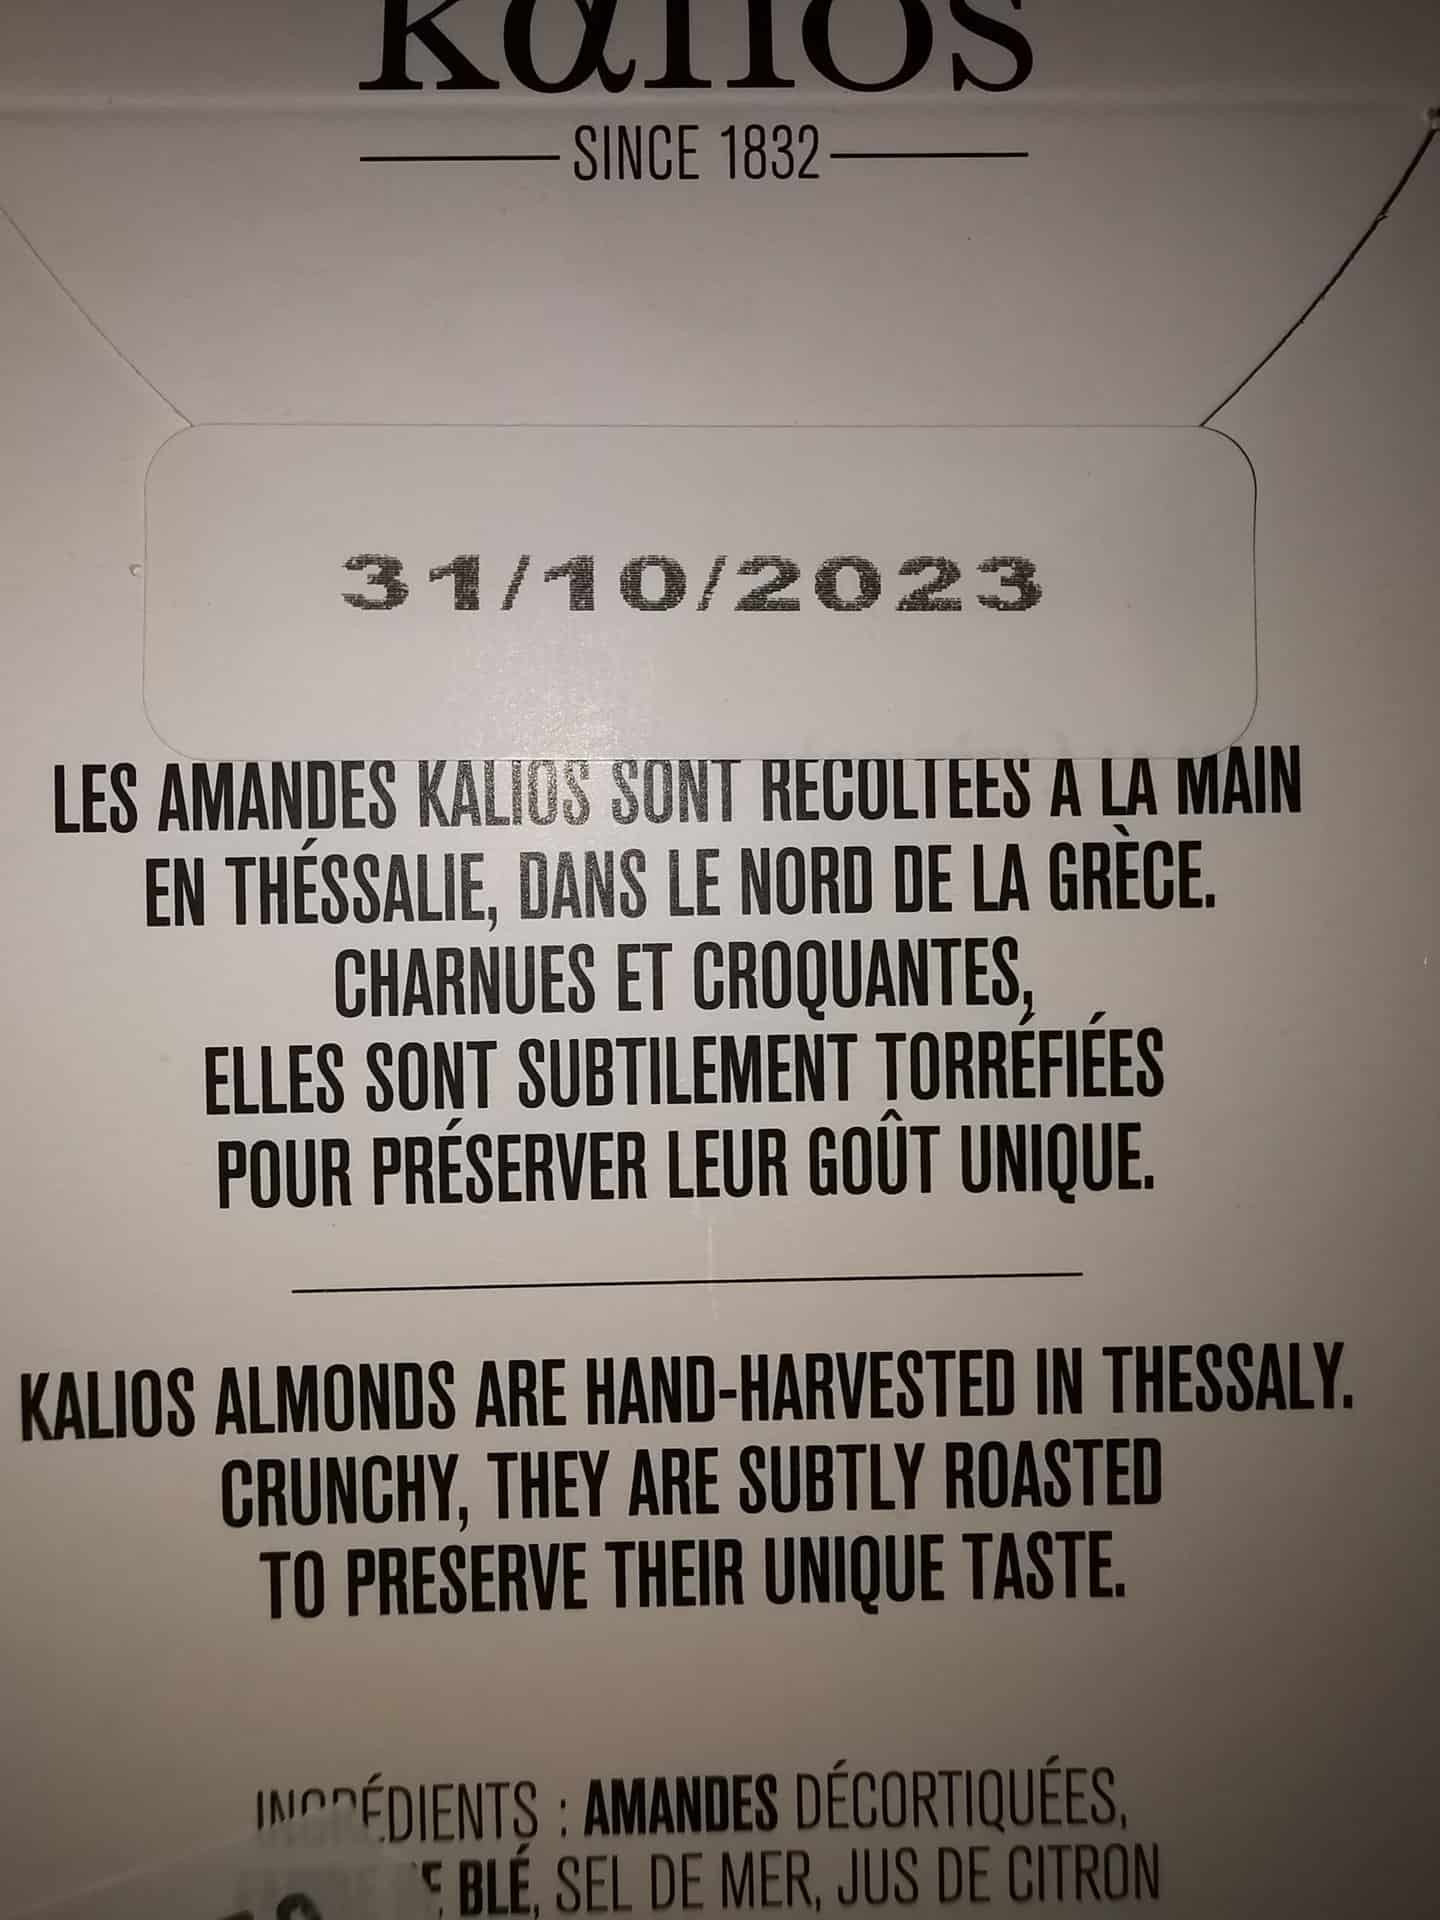 kαlios
SINCE 1832
31/10/2023
LES AMANDES KALIOS SONT RÉCOLTÉES À LA MAIN
EN THÉSSALIE, DANS LE NORD DE LA GRÈCE.
CHARNUES ET CROQUANTES,
ELLES SONT SUBTILEMENT TORRÉFIÉES
POUR PRÉSERVER LEUR GOÛT UNIQUE.
KALIOS ALMONDS ARE HAND-HARVESTED IN THESSALY.
CRUNCHY, THEY ARE SUBTLY ROASTED
TO PRESERVE THEIR UNIQUE TASTE.
INGRÉDIENTS : AMANDES DÉCORTIQUÉES,
BLÉ, SEL DE MER, JUS DE CITRON